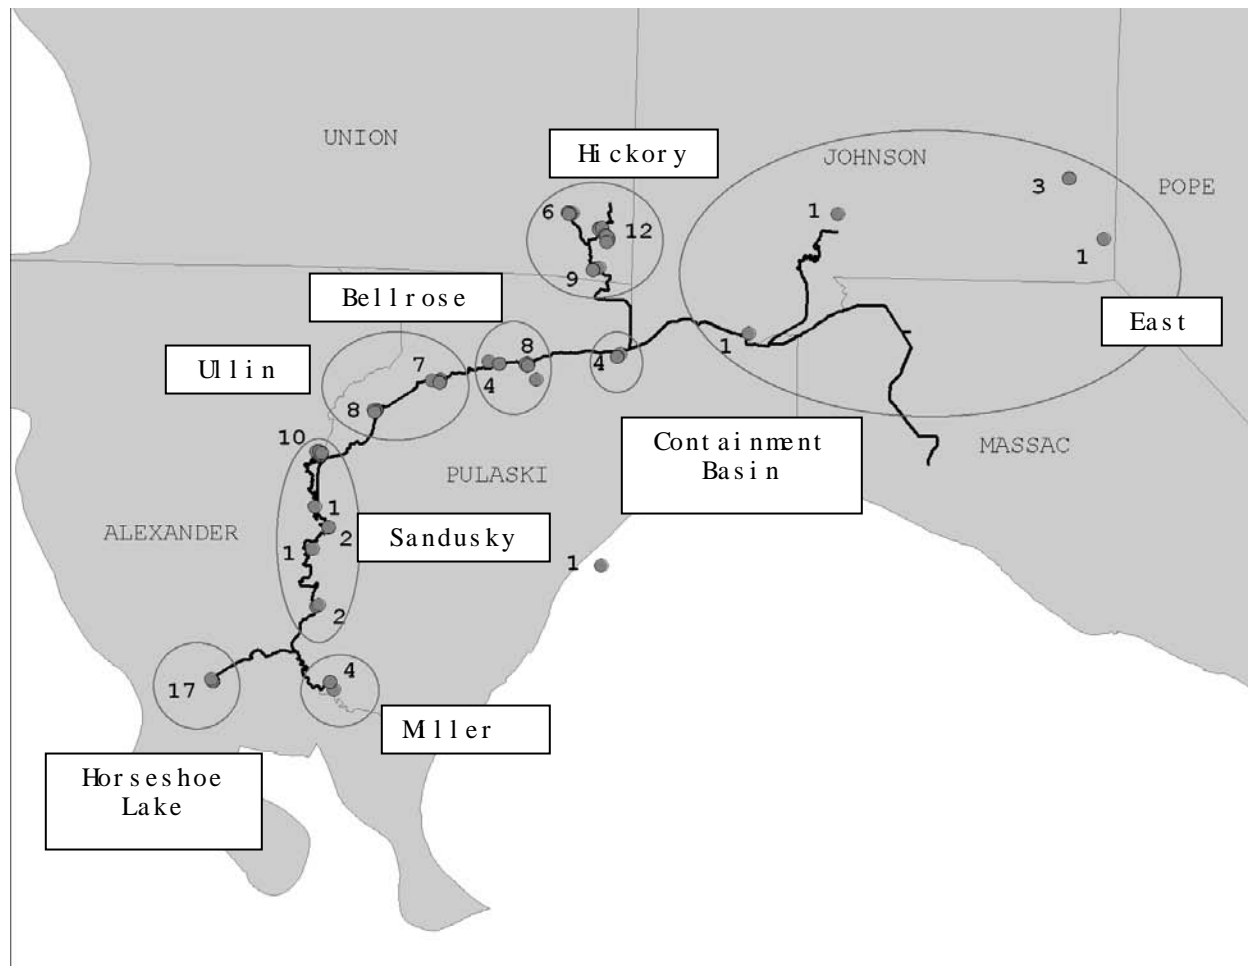 UNION
Hickory
JOHNSON
3
POPE
6
1
12
1
9
Bellrose
East
1
Ullin
7
8
4
4
8
Containment
Basin
10
MASSAC
PULASKI
1
ALEXANDER
2
Sandusky
1
1
2
4
17
Miller
Horseshoe
Lake